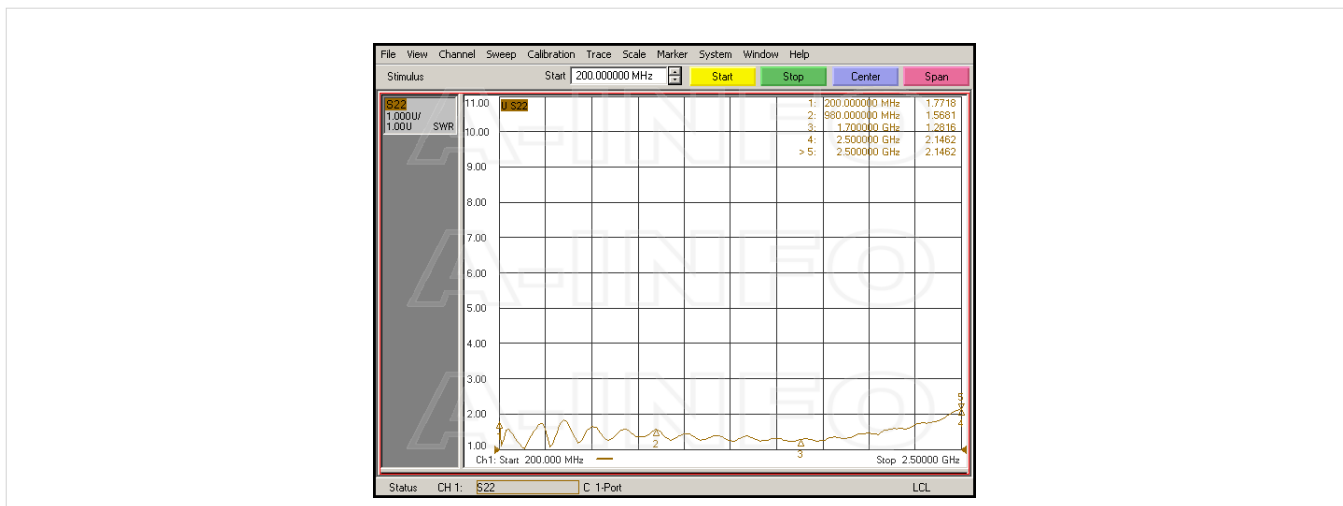 File View Channel Sweep Calibration Trace Scale Marker System Window Help
Stimulus Start 200.000000 MHz Start Stop Center Span
S22
1.000U/
1.00U SWR
11.00
10.00
9.00
8.00
7.00
6.00
5.00
4.00
3.00
2.00
1.00
U S22
1: 200.000000 MHz 1.7718
2: 980.000000 MHz 1.5681
3: 1.700000 GHz 1.2816
4: 2.500000 GHz 2.1462
> 5: 2.500000 GHz 2.1462
A-INFO
A-INFO
A-INFO
5
4
2
3
Ch1: Start 200.000 MHz
Stop 2.50000 GHz
Status CH 1: S22 C 1-Port LCL